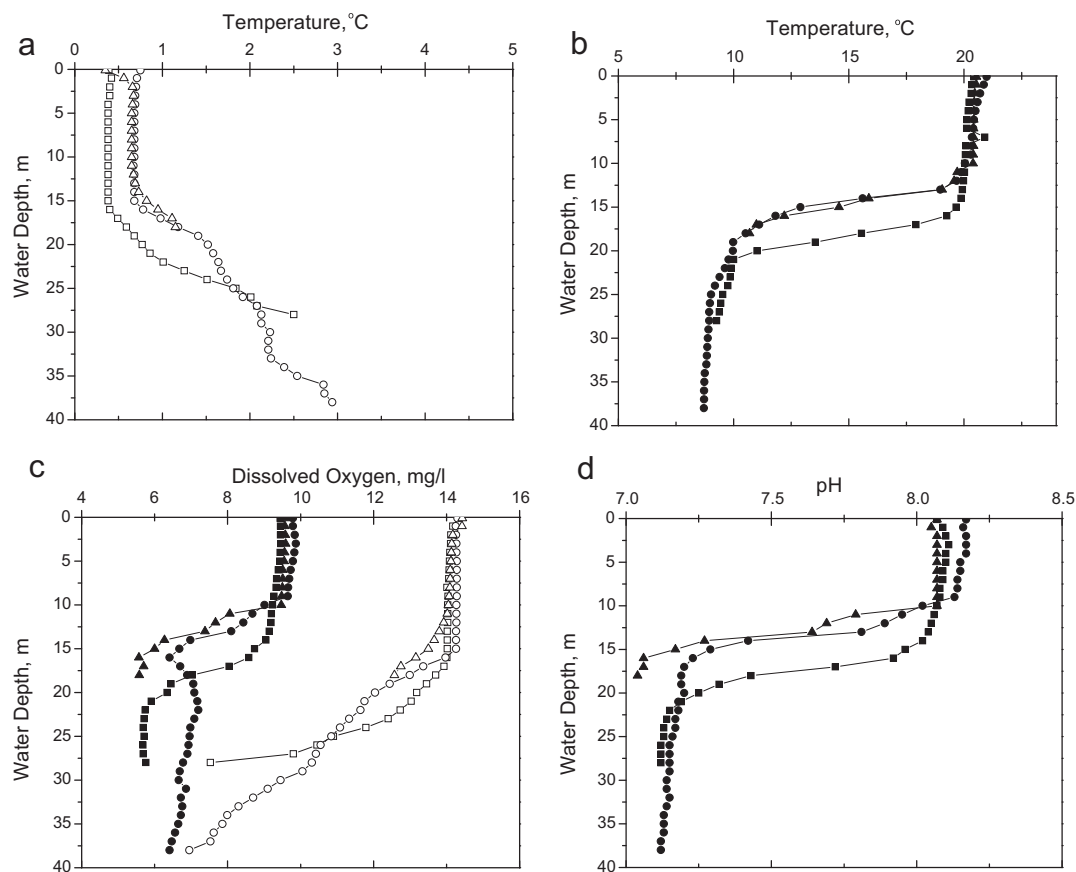 a
Temperature, °C
0 1 2 3 4 5
Water Depth, m
0
5
10
15
20
25
30
35
40
b
Temperature, °C
5 10 15 20
Water Depth, m
0
5
10
15
20
25
30
35
40
c
Dissolved Oxygen, mg/l
4 6 8 10 12 14 16
Water Depth, m
0
5
10
15
20
25
30
35
40
d
pH
7.0 7.5 8.0 8.5
Water Depth, m
0
5
10
15
20
25
30
35
40